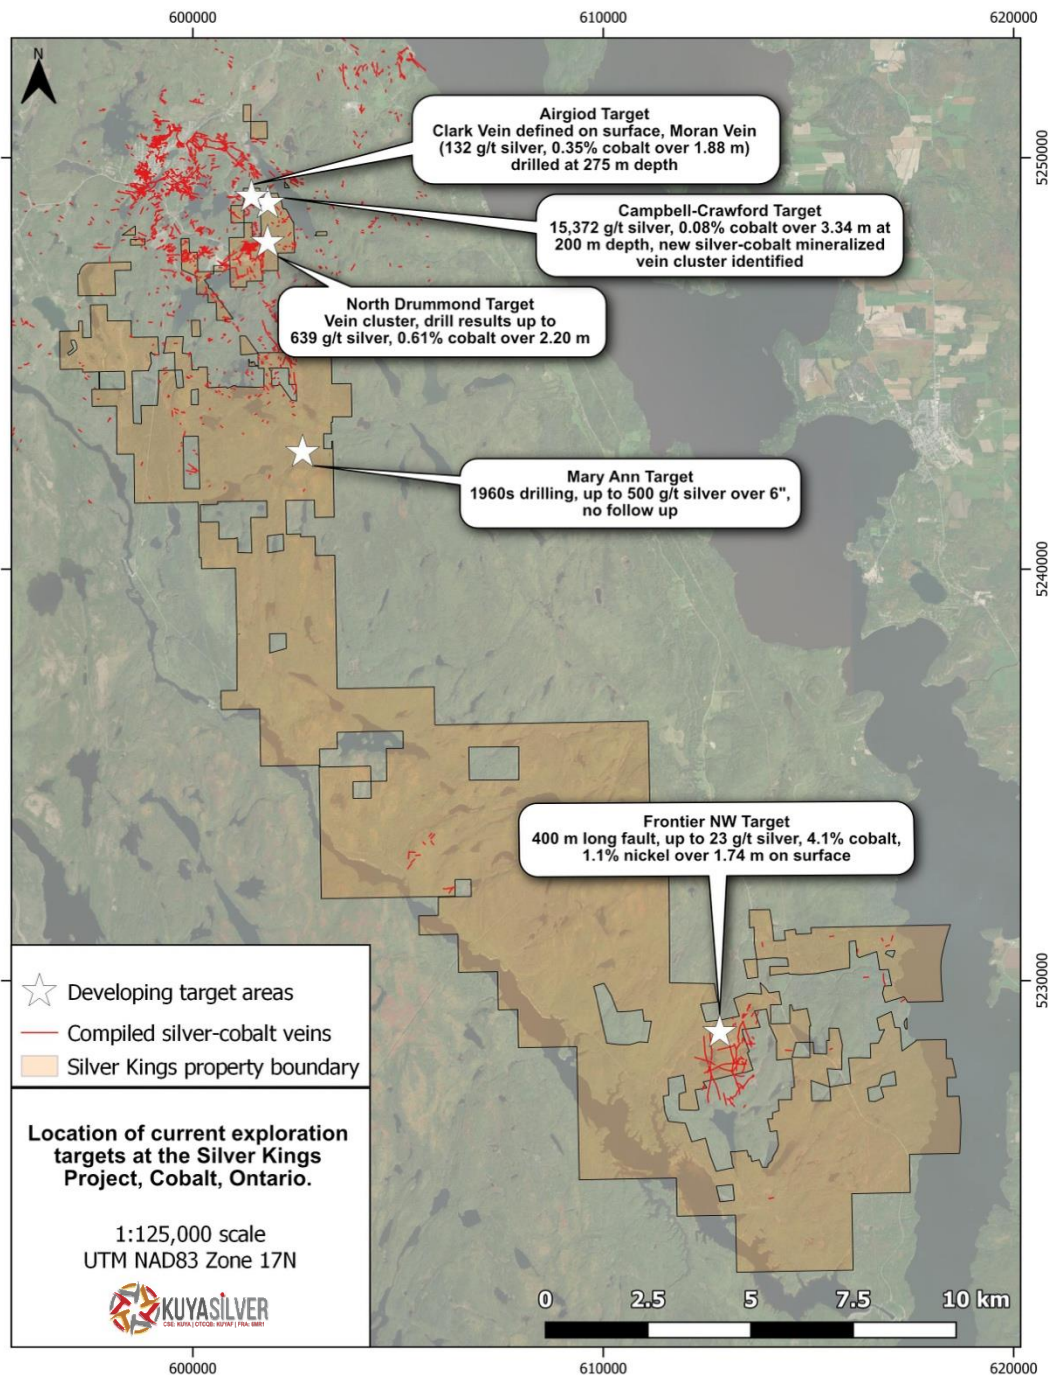 600000
610000
620000
N
Airgiod Target
Clark Vein defined on surface, Moran Vein
(132 g/t silver, 0.35% cobalt over 1.88 m)
drilled at 275 m depth
5250000
Campbell-Crawford Target
15,372 g/t silver, 0.08% cobalt over 3.34 m at
200 m depth, new silver-cobalt mineralized
vein cluster identified
North Drummond Target
Vein cluster, drill results up to
639 g/t silver, 0.61% cobalt over 2.20 m
Mary Ann Target
1960s drilling, up to 500 g/t silver over 6",
no follow up
5240000
Frontier NW Target
400 m long fault, up to 23 g/t silver, 4.1% cobalt,
1.1% nickel over 1.74 m on surface
5230000
Developing target areas
Compiled silver-cobalt veins
Silver Kings property boundary
Location of current exploration
targets at the Silver Kings
Project, Cobalt, Ontario.
1:125,000 scale
UTM NAD83 Zone 17N
KUYASILVER
CSE: KUYA | OTCQB: KUYAF | FRA: 6MR1
0 2.5 5 7.5 10 km
600000
610000
620000